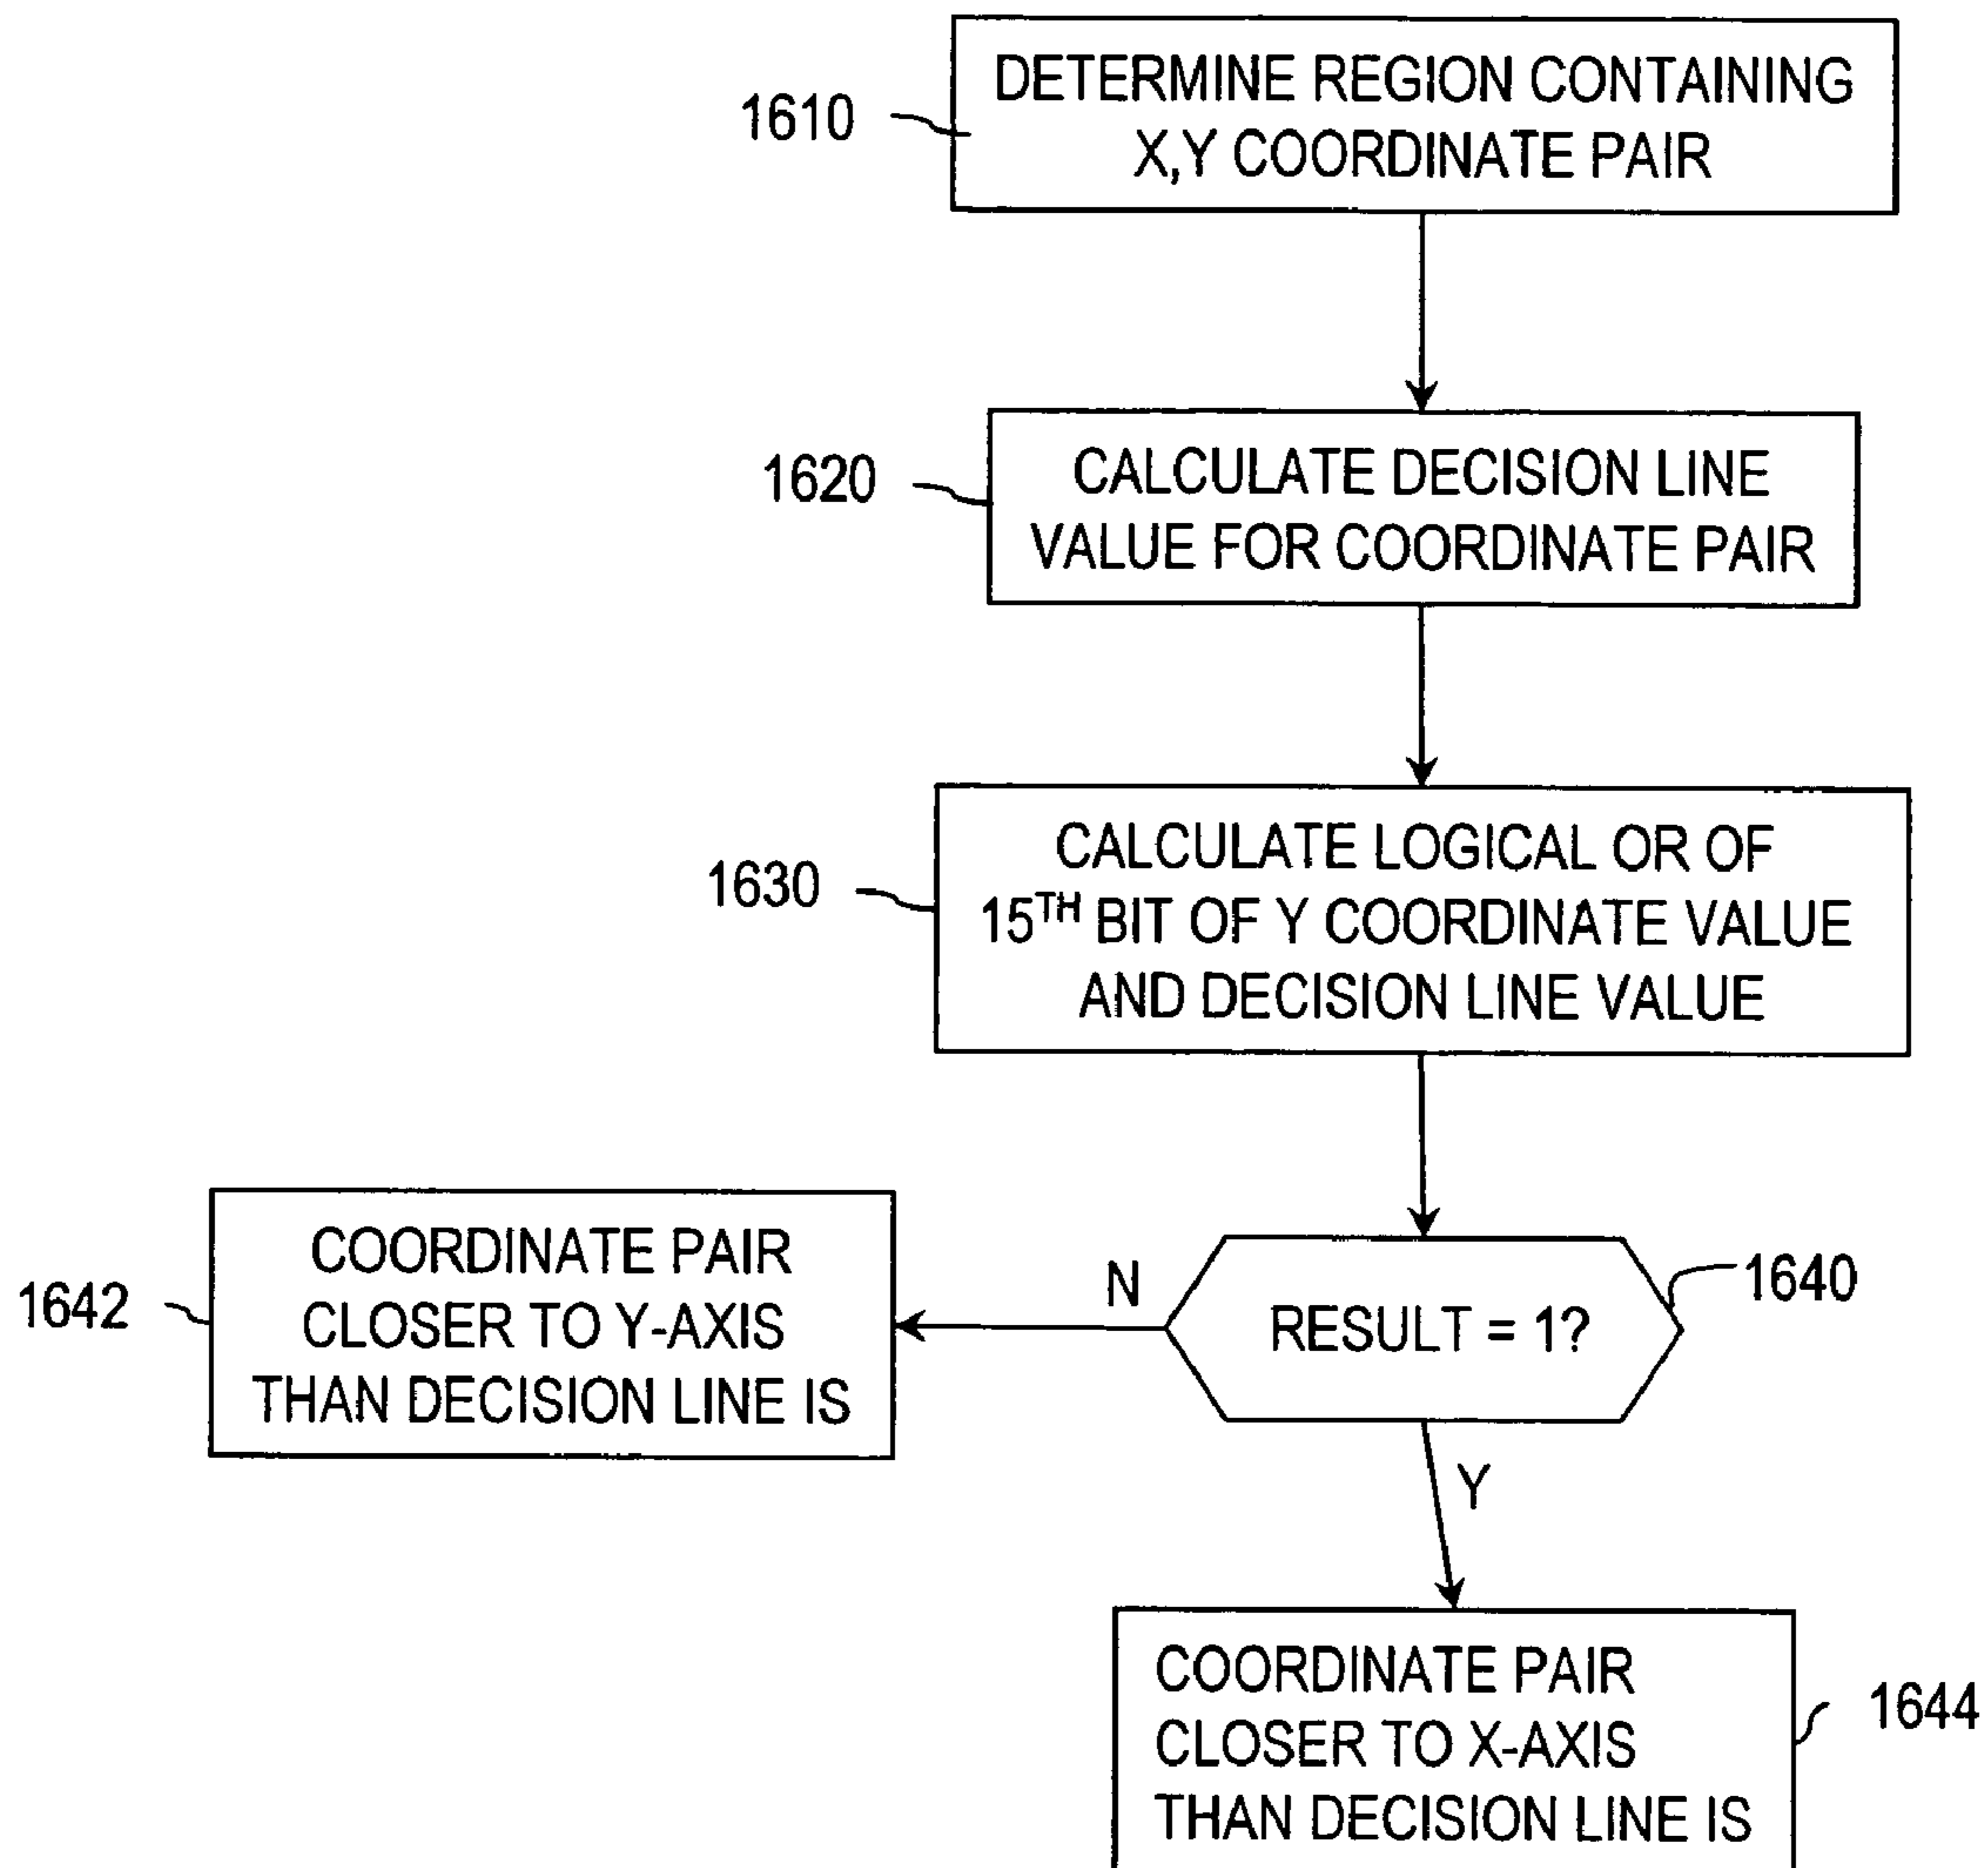 1610
DETERMINE REGION CONTAINING
X,Y COORDINATE PAIR
1620
CALCULATE DECISION LINE
VALUE FOR COORDINATE PAIR
1630
CALCULATE LOGICAL OR OF
15TH BIT OF Y COORDINATE VALUE
AND DECISION LINE VALUE
1640
RESULT = 1?
N
1642
COORDINATE PAIR
CLOSER TO Y-AXIS
THAN DECISION LINE IS
Y
1644
COORDINATE PAIR
CLOSER TO X-AXIS
THAN DECISION LINE IS